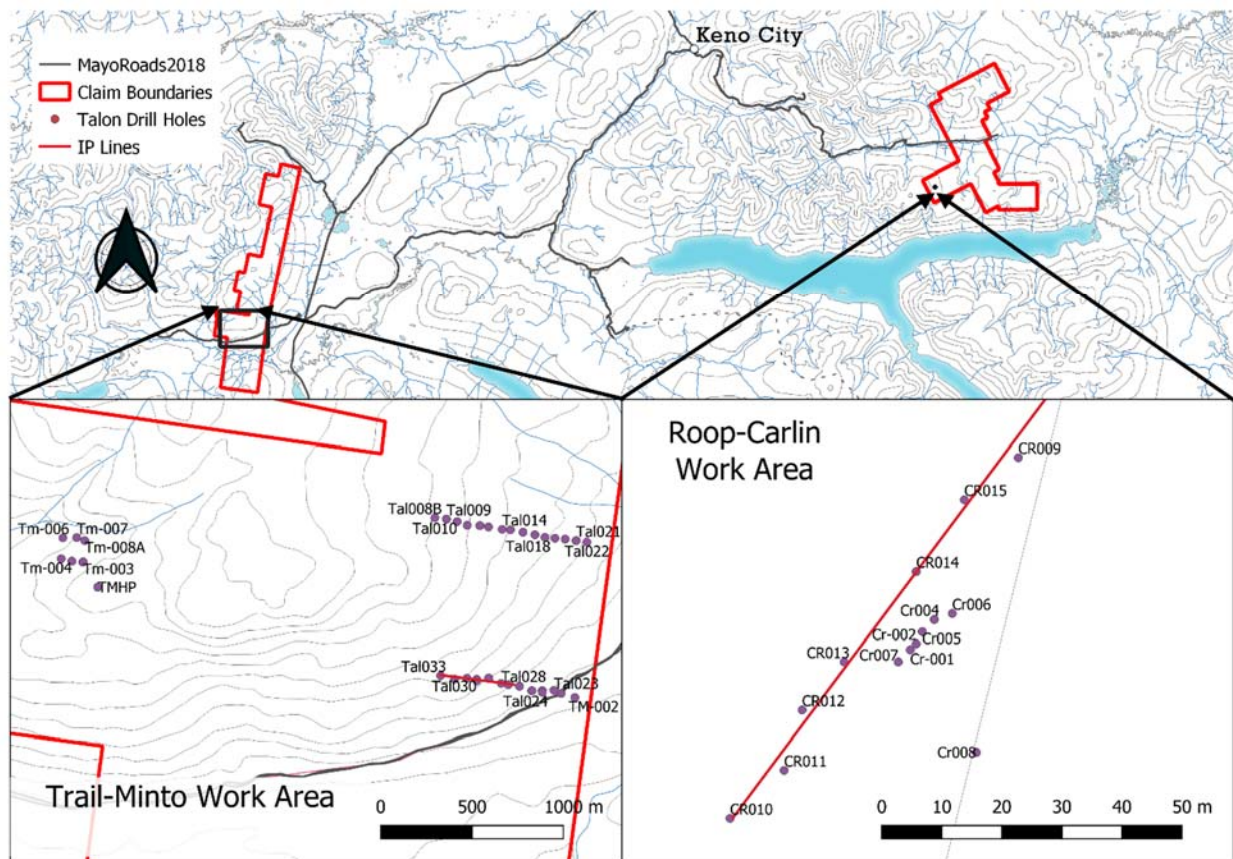 Keno City
MayoRoads2018
Claim Boundaries
Talon Drill Holes
IP Lines
Roop-Carlin
Work Area
CR009
CR015
CR014
Cr004
Cr006
Cr-002
Cr005
CR013
Cr007
Cr-001
CR012
CR011
Cr008
CR010
0 10 20 30 40 50 m
Tm-006
Tm-007
Tm-008A
Tm-004
Tm-003
TMHP
Tal008B
Tal009
Tal010
Tal014
Tal021
Tal018
Tal022
Tal033
Tal028
Tal030
Tal023
Tal024
TM-002
Trail-Minto Work Area
0 500 1000 m